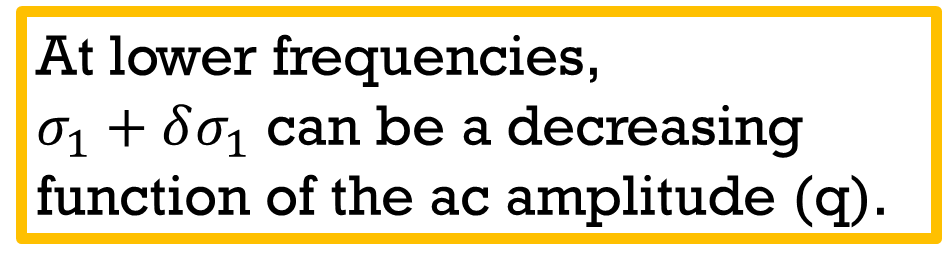 At lower frequencies,
𝜎₁ + 𝛿𝜎₁ can be a decreasing
function of the ac amplitude (q).